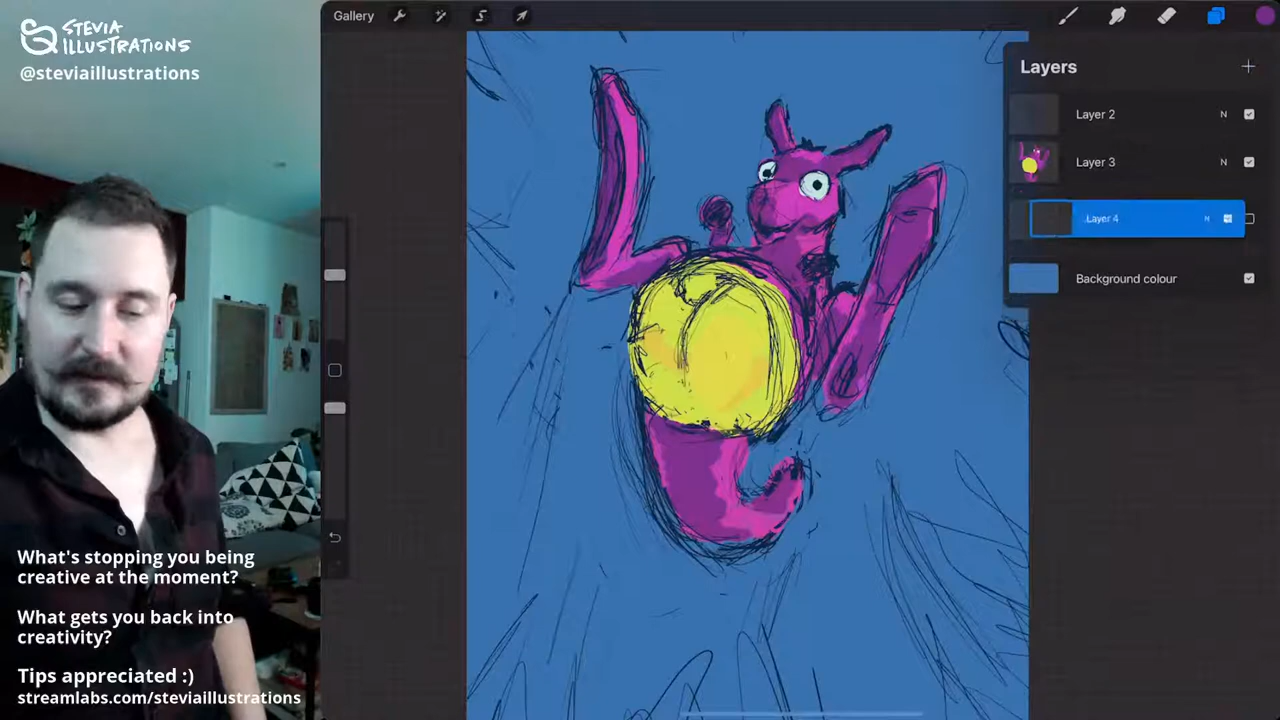 STEVIA
ILLUSTRATIONS
@steviaillustrations
Gallery
Layers
Layer 2
N
Layer 3
N
Layer 4
N
Background colour
What's stopping you being
creative at the moment?
What gets you back into
creativity?
Tips appreciated :)
streamlabs.com/steviaillustrations